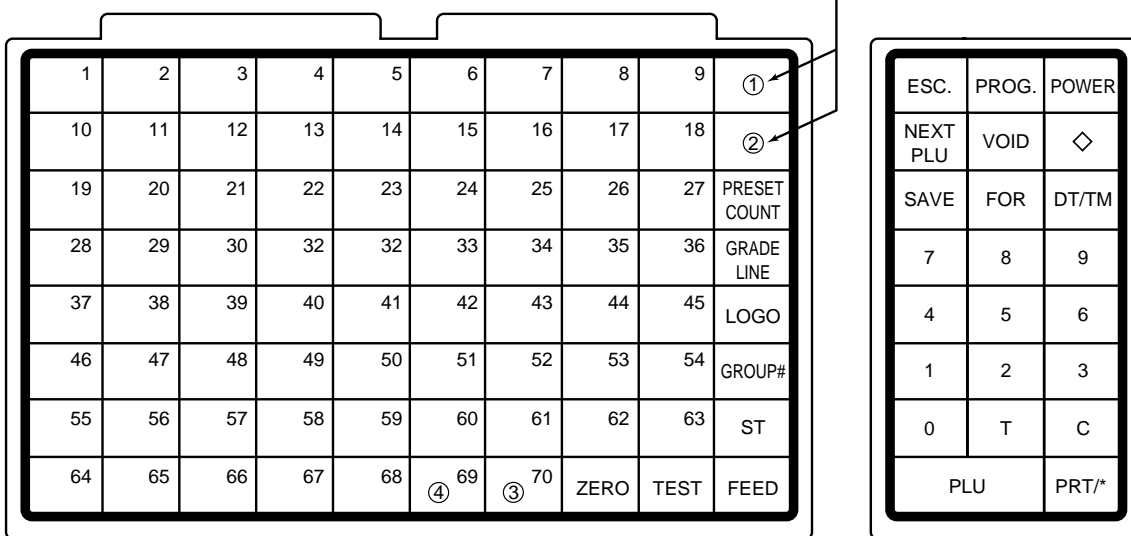 1 2 3 4 5 6 7 8 9 ①
10 11 12 13 14 15 16 17 18 ②
19 20 21 22 23 24 25 26 27 PRESET
COUNT
28 29 30 32 32 33 34 35 36 GRADE
LINE
37 38 39 40 41 42 43 44 45 LOGO
46 47 48 49 50 51 52 53 54 GROUP#
55 56 57 58 59 60 61 62 63 ST
64 65 66 67 68 ④ 69 ③ 70 ZERO TEST FEED
ESC. PROG. POWER
NEXT
PLU VOID ◇
SAVE FOR DT/TM
7 8 9
4 5 6
1 2 3
0 T C
PLU PRT/*